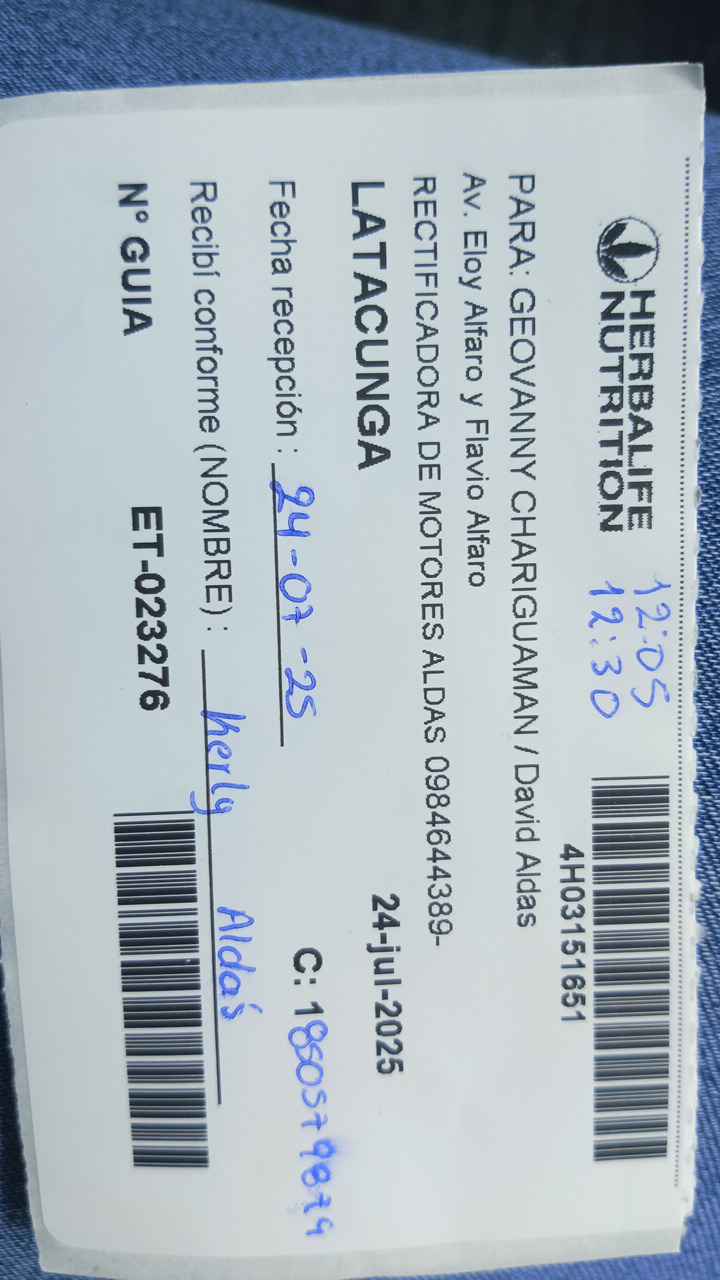 HERBALIFE
NUTRITION
12:05
12:30
4H03151651
PARA: GEOVANNY CHARIGUAMAN / David Aldas
Av. Eloy Alfaro y Flavio Alfaro
RECTIFICADORA DE MOTORES ALDAS 0984644389-
LATACUNGA
24-jul-2025
Fecha recepción : 24-07-25
C: 1850579879
Recibí conforme (NOMBRE) : Kerly Aldás
N° GUIA ET-023276